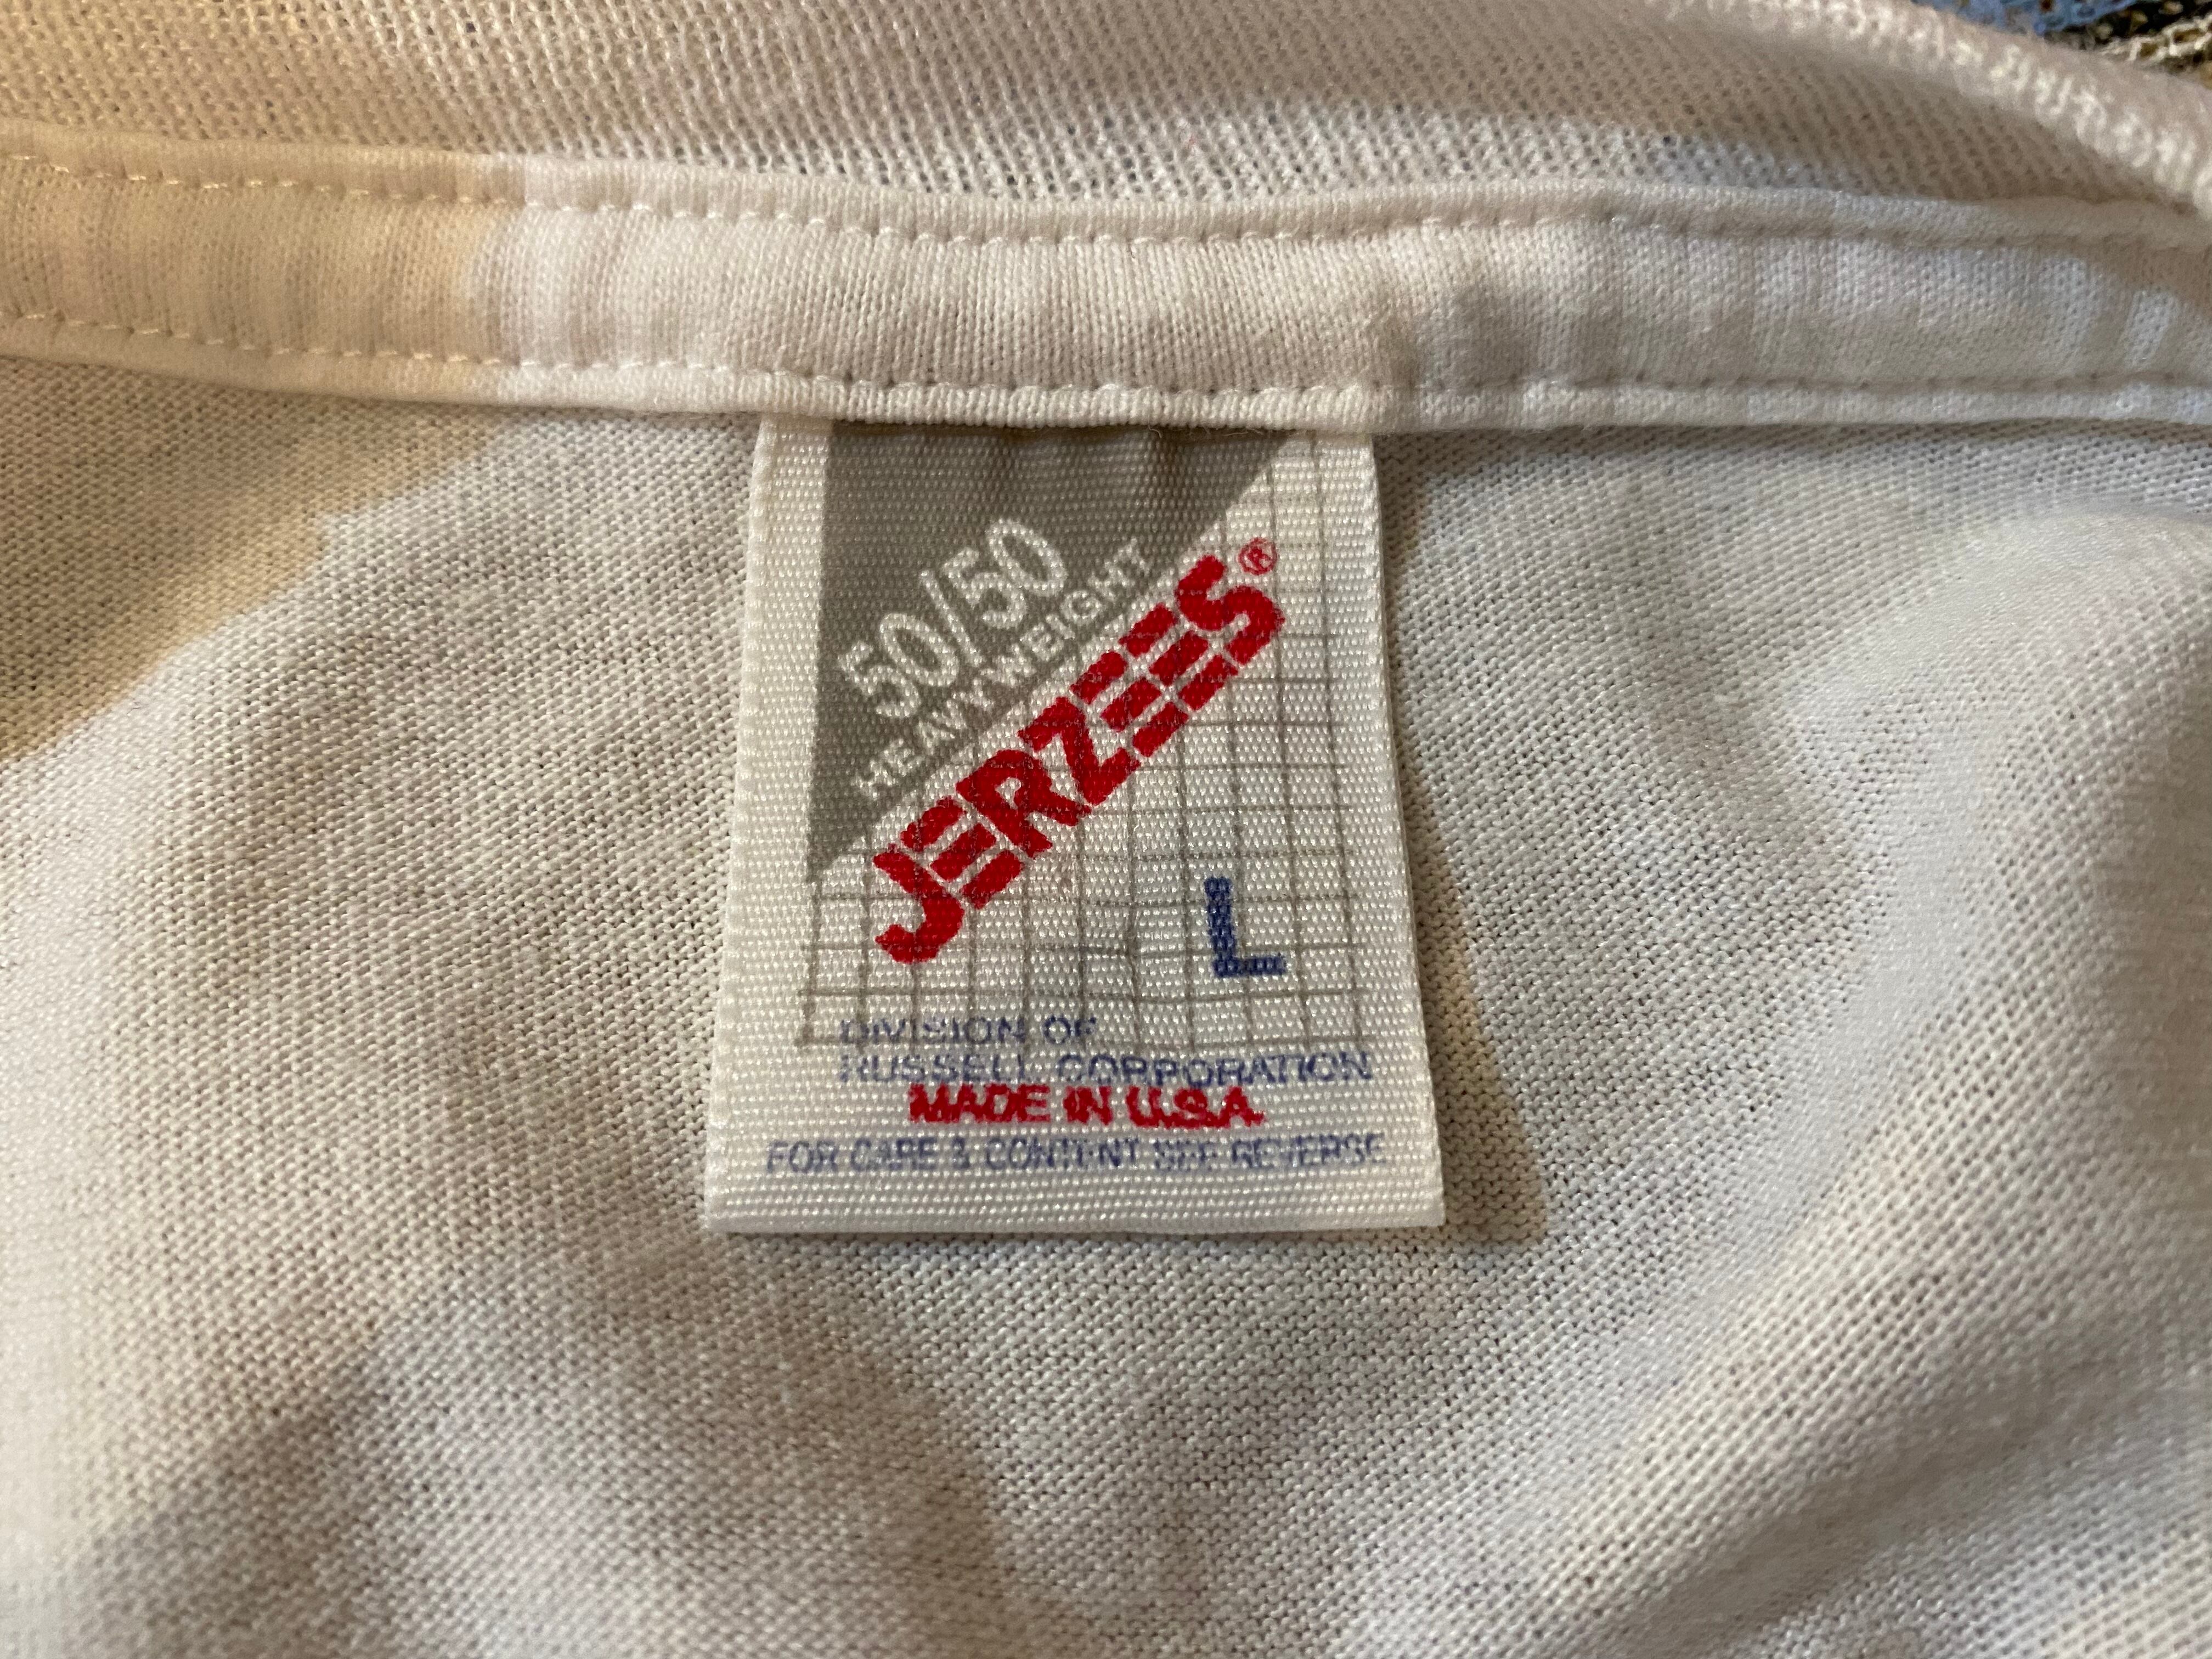 50/50
HEAVYWEIGHT
JERZEES®
L
DIVISION OF
RUSSELL CORPORATION
MADE IN U.S.A.
FOR CARE & CONTENT SEE REVERSE